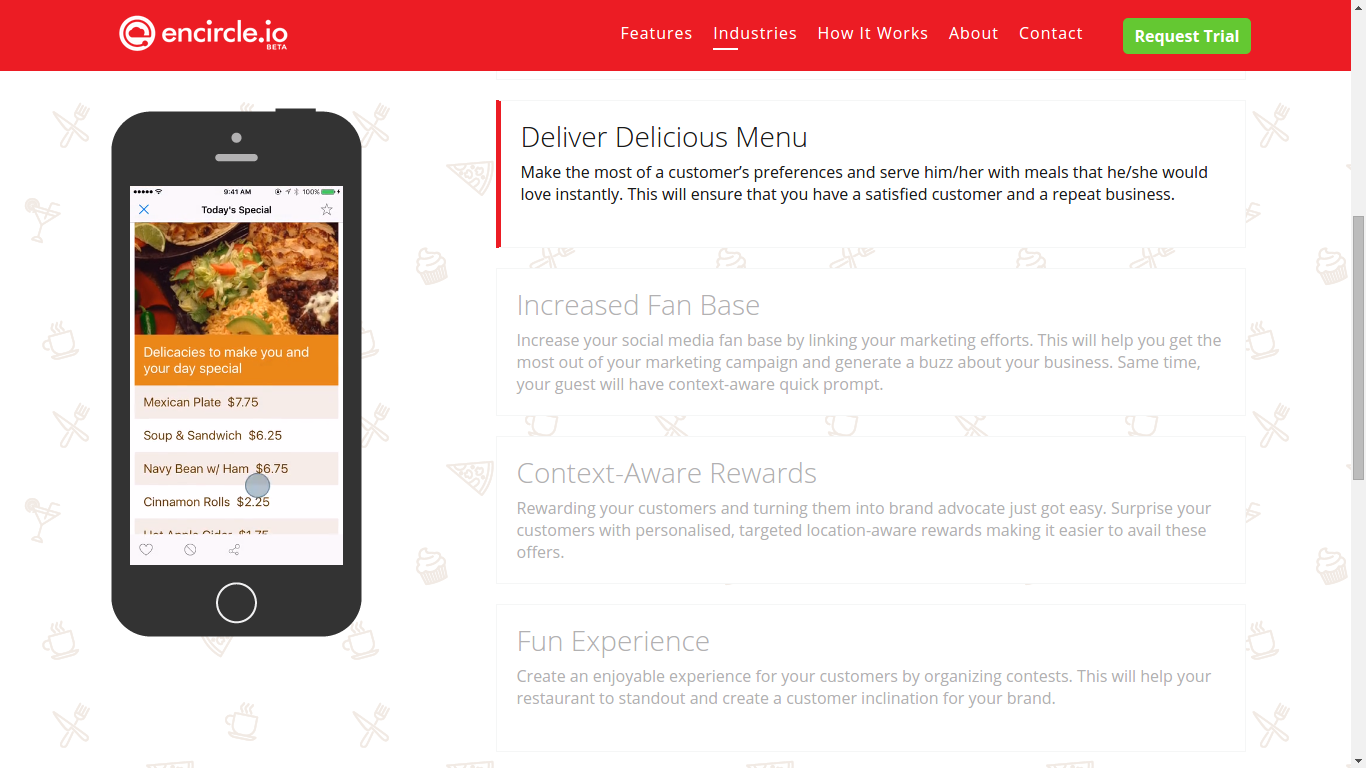 encircle.io
BETA
Features
Industries
How It Works
About
Contact
Request Trial
9:41 AM
100%
Today's Special
Delicacies to make you and
your day special
Mexican Plate $7.75
Soup & Sandwich $6.25
Navy Bean w/ Ham $6.75
Cinnamon Rolls $2.25
Hot Apple Cider $1.75
Deliver Delicious Menu
Make the most of a customer’s preferences and serve him/her with meals that he/she would
love instantly. This will ensure that you have a satisfied customer and a repeat business.
Increased Fan Base
Increase your social media fan base by linking your marketing efforts. This will help you get the
most out of your marketing campaign and generate a buzz about your business. Same time,
your guest will have context-aware quick prompt.
Context-Aware Rewards
Rewarding your customers and turning them into brand advocate just got easy. Surprise your
customers with personalised, targeted location-aware rewards making it easier to avail these
offers.
Fun Experience
Create an enjoyable experience for your customers by organizing contests. This will help your
restaurant to standout and create a customer inclination for your brand.